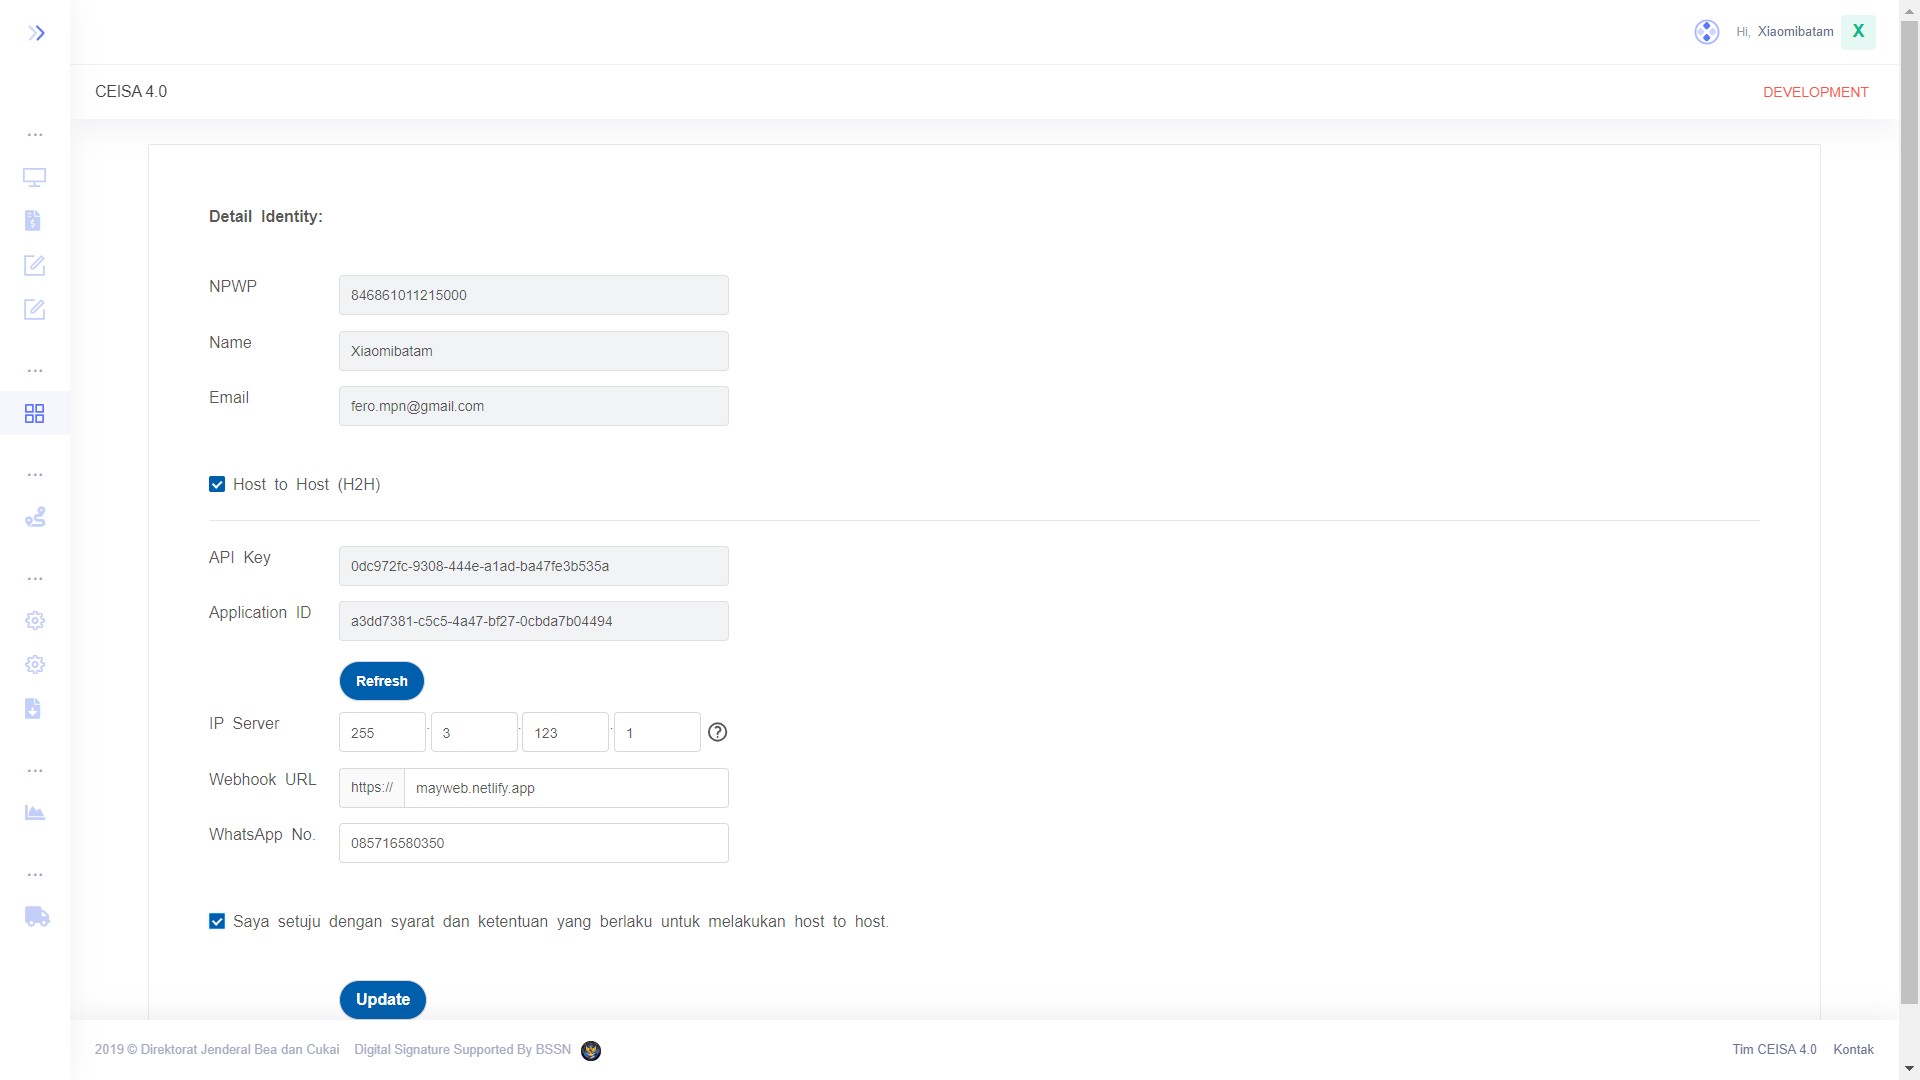 Hi, Xiaomibatam X
CEISA 4.0
DEVELOPMENT
Detail Identity:
NPWP
846861011215000
Name
Xiaomibatam
Email
fero.mpn@gmail.com
Host to Host (H2H)
API Key
0dc972fc-9308-444e-a1ad-ba47fe3b535a
Application ID
a3dd7381-c5c5-4a47-bf27-0cbda7b04494
Refresh
IP Server
255 . 3 . 123 . 1
Webhook URL
https:// mayweb.netlify.app
WhatsApp No.
085716580350
Saya setuju dengan syarat dan ketentuan yang berlaku untuk melakukan host to host.
Update
2019 © Direktorat Jenderal Bea dan Cukai Digital Signature Supported By BSSN
Tim CEISA 4.0 Kontak